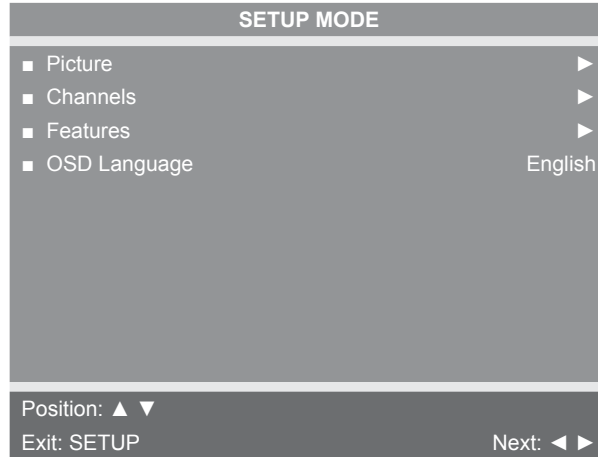 SETUP MODE
■ Picture ►
■ Channels ►
■ Features ►
■ OSD Language English
Position: ▲ ▼
Exit: SETUP Next: ◄ ►